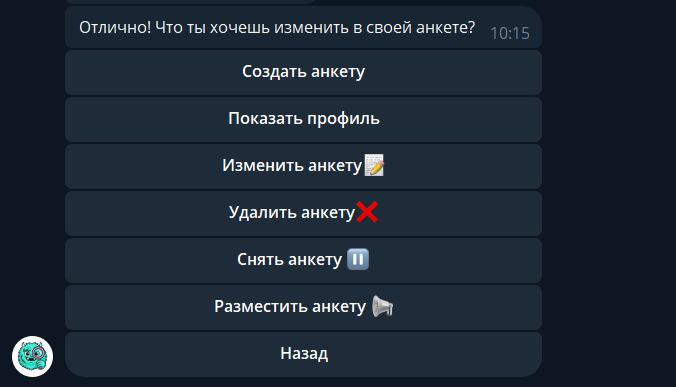 Отлично! Что ты хочешь изменить в своей анкете?
10:15
Создать анкету
Показать профиль
Изменить анкету📝
Удалить анкету❌
Снять анкету ⏸️
Разместить анкету 📢
Назад